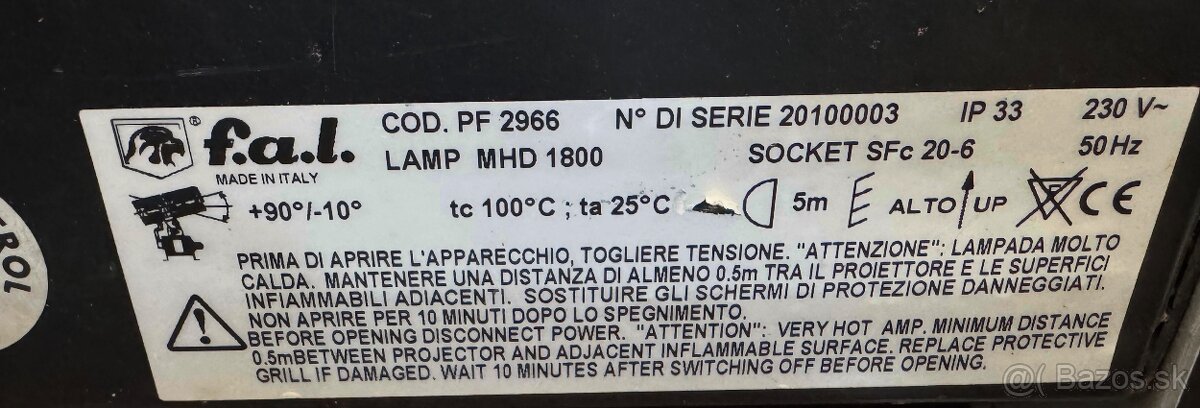 f.a.l.®
MADE IN ITALY
COD. PF 2966 N° DI SERIE 20100003 IP 33 230 V~
LAMP MHD 1800 SOCKET SFc 20-6 50 Hz
+90°/-10° tc 100°C ; ta 25°C 5m ALTO UP F CE
PRIMA DI APRIRE L'APPARECCHIO, TOGLIERE TENSIONE. "ATTENZIONE": LAMPADA MOLTO
CALDA. MANTENERE UNA DISTANZA DI ALMENO 0.5m TRA IL PROIETTORE E LE SUPERFICI
INFIAMMABILI ADIACENTI. SOSTITUIRE GLI SCHERMI DI PROTEZIONE DANNEGGIATI.
NON APRIRE PER 10 MINUTI DOPO LO SPEGNIMENTO.
BEFORE OPENING DISCONNECT POWER. "ATTENTION": VERY HOT AMP. MINIMUM DISTANCE
0.5mBETWEEN PROJECTOR AND ADJACENT INFLAMMABLE SURFACE. REPLACE PROTECTIVE
GRILL IF DAMAGED. WAIT 10 MINUTES AFTER SWITCHING OFF BEFORE OPENING.
!
@( Bazos.sk